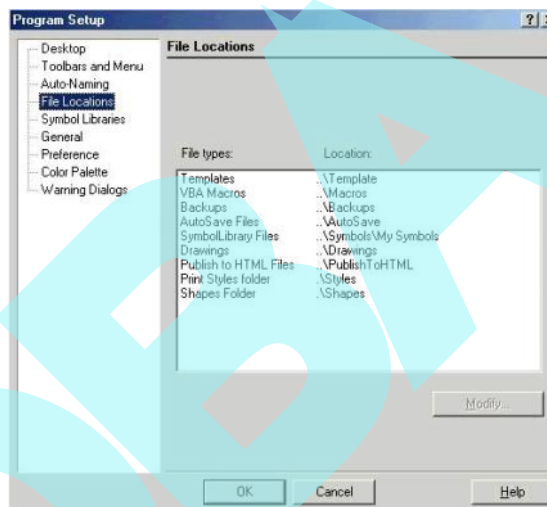 Program Setup
Desktop
Toolbars and Menu
Auto-Naming
File Locations
Symbol Libraries
General
Preference
Color Palette
Warning Dialogs
File Locations
File types: Location:
Templates ..\Template
VBA Macros ..\Macros
Backups ..\Backups
AutoSave Files ..\AutoSave
SymbolLibrary Files ..\Symbols\My Symbols
Drawings ..\Drawings
Publish to HTML Files ..\PublishToHTML
Print Styles folder .\Styles
Shapes Folder .\Shapes
Modify...
OK Cancel Help